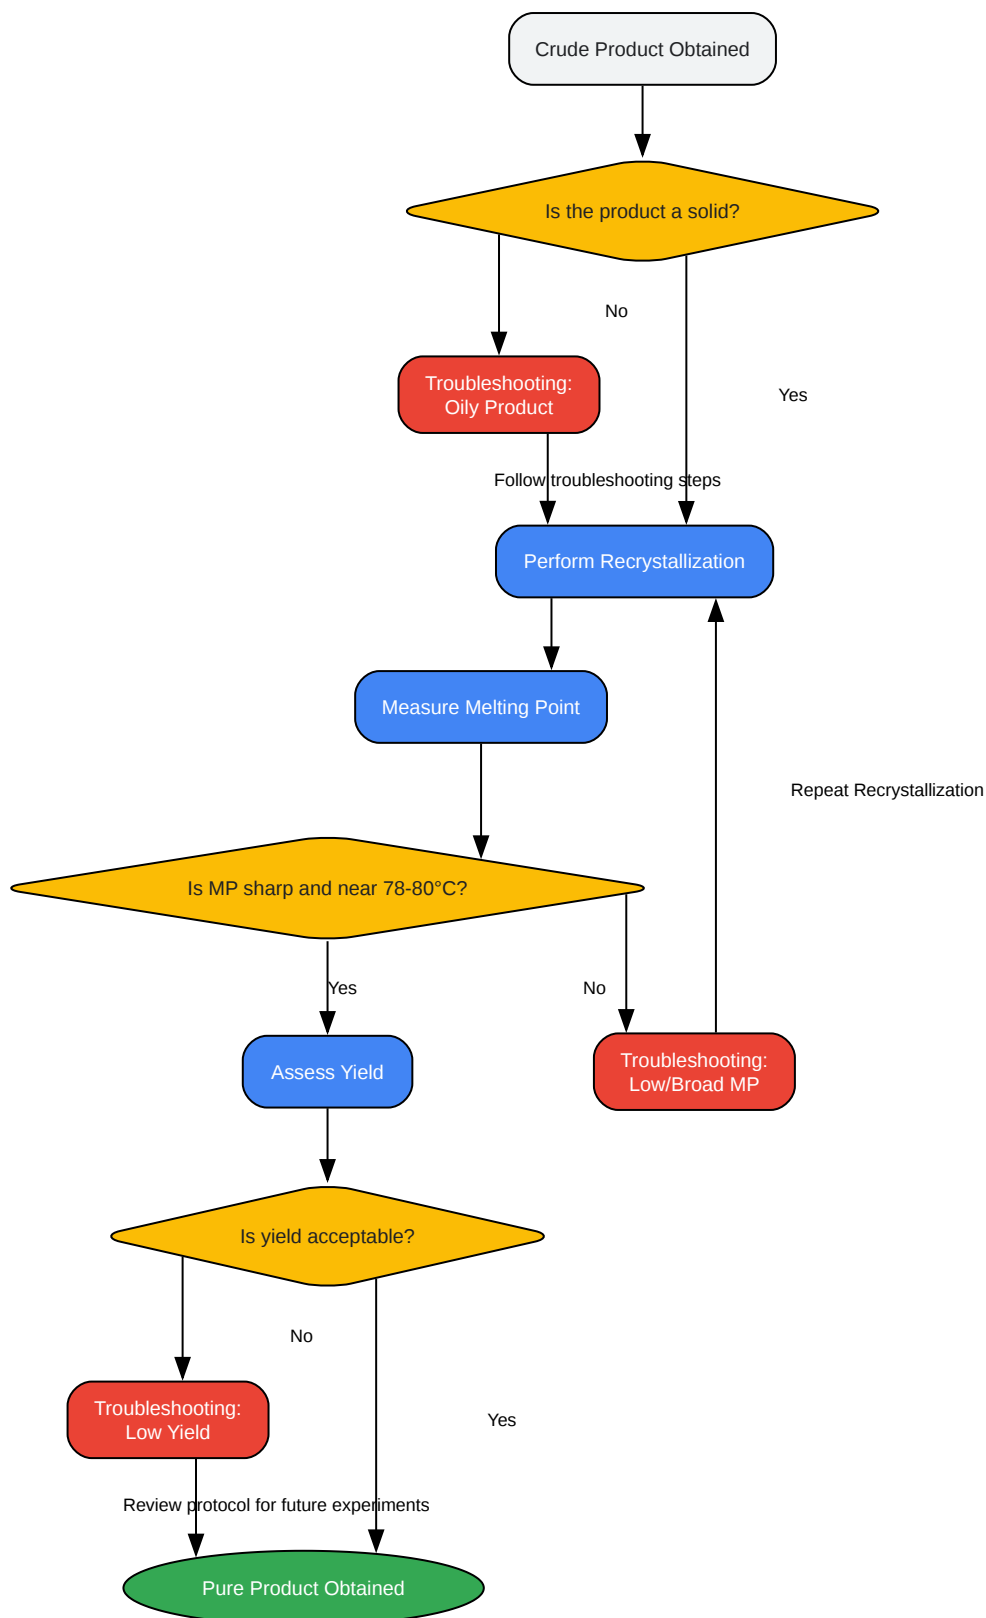 Crude Product Obtained
Is the product a solid?
No
Troubleshooting:
Oily Product
Yes
Follow troubleshooting steps
Perform Recrystallization
Measure Melting Point
Repeat Recrystallization
Is MP sharp and near 78-80°C?
Yes
No
Assess Yield
Troubleshooting:
Low/Broad MP
Is yield acceptable?
No
Troubleshooting:
Low Yield
Yes
Review protocol for future experiments
Pure Product Obtained